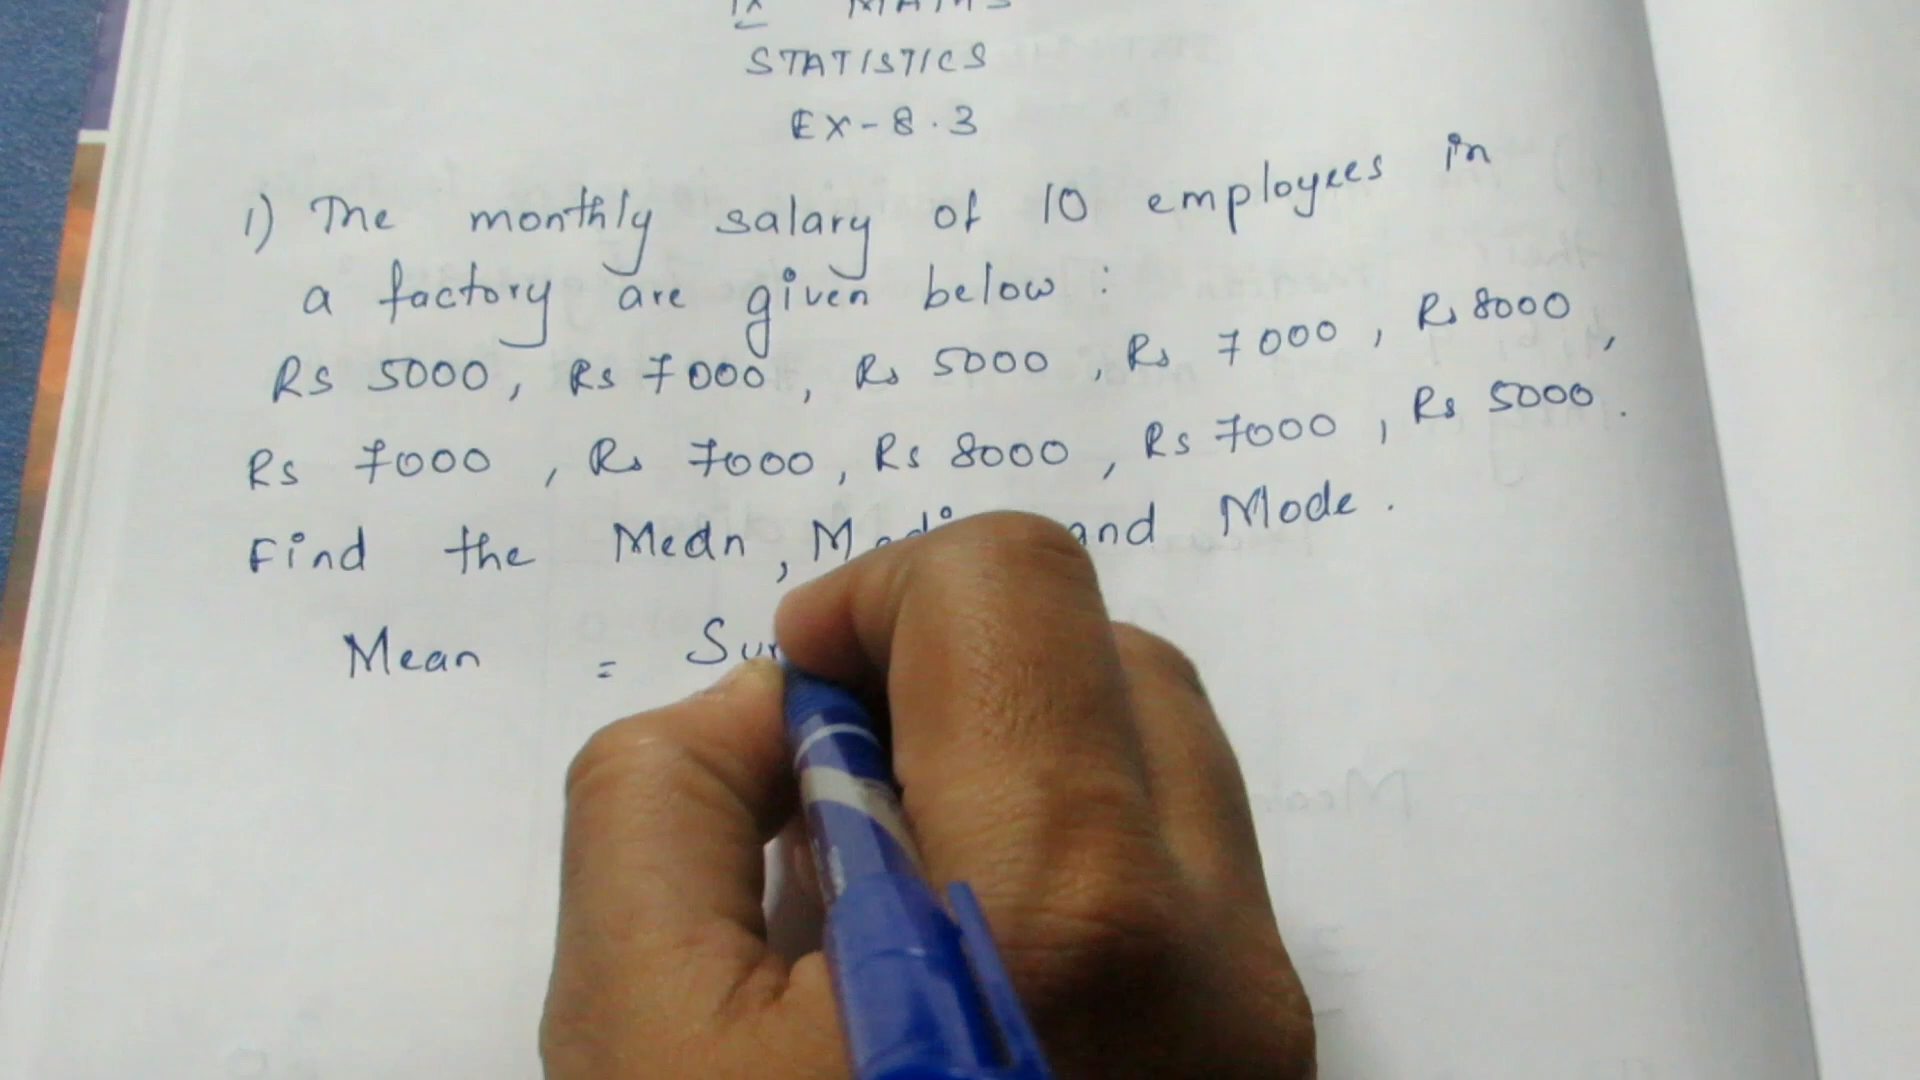 IX MATHS
STATISTICS
EX-8.3
1) The monthly salary of 10 employees in
a factory are given below:
Rs 5000, Rs 7000, Rs 5000, Rs 7000, Rs 8000,
Rs 7000, Rs 7000, Rs 8000, Rs 7000, Rs 5000.
Find the Mean, and Mode.
Mean =